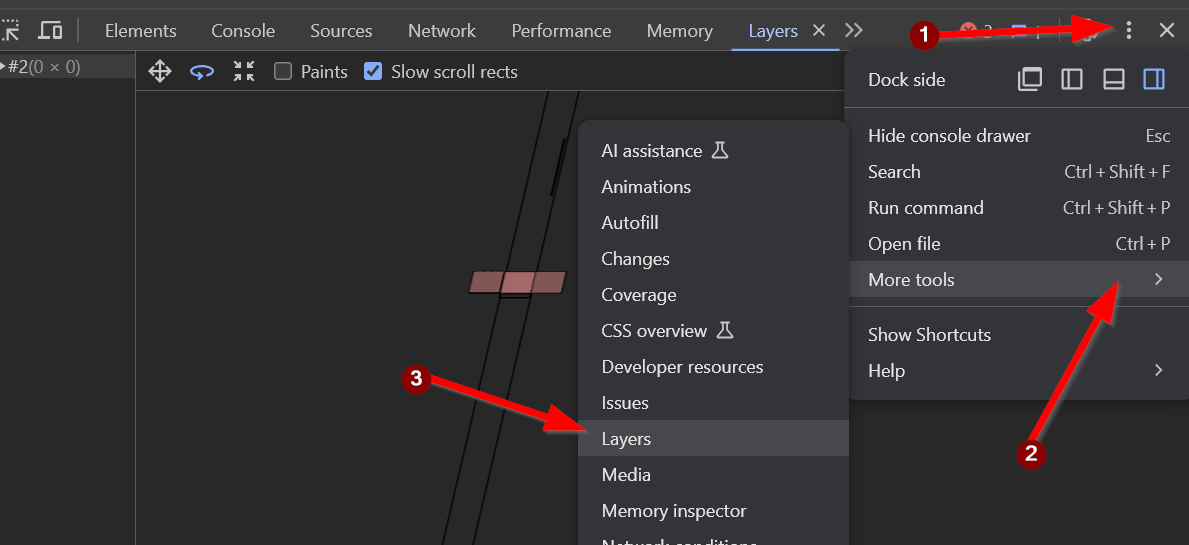 Elements Console Sources Network Performance Memory Layers
1
#2(0 × 0)
Paints Slow scroll rects
Dock side
Hide console drawer Esc
Search Ctrl + Shift + F
Run command Ctrl + Shift + P
Open file Ctrl + P
More tools
Show Shortcuts
Help
2
AI assistance
Animations
Autofill
Changes
Coverage
CSS overview
Developer resources
Issues
Layers
Media
Memory inspector
Network conditions
3